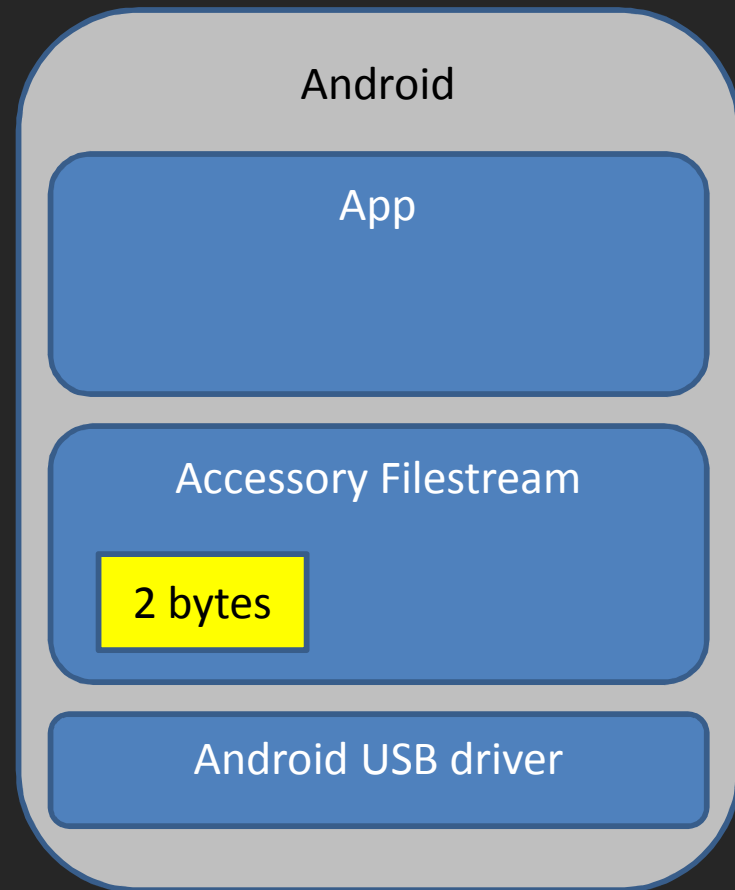 Android
App
Accessory Filestream
2 bytes
Android USB driver